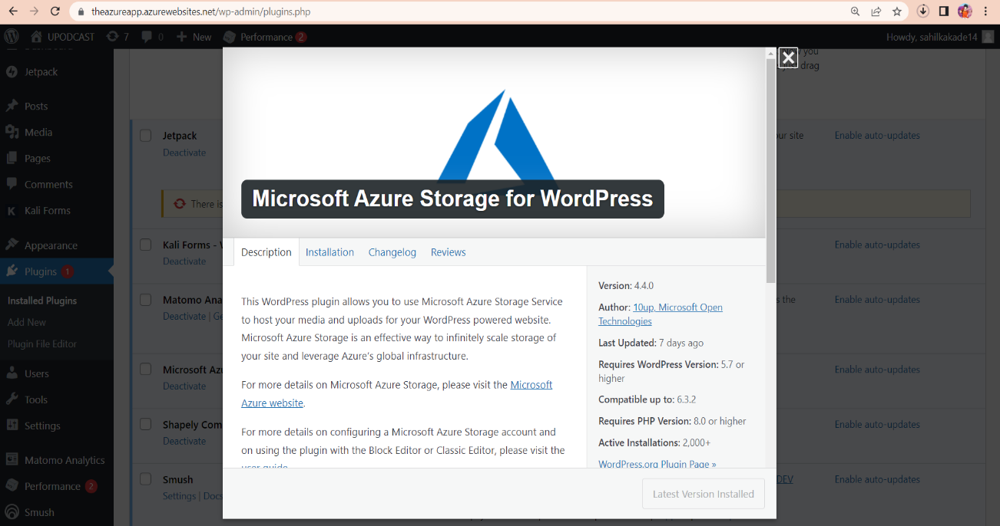 theazureapp.azurewebsites.net/wp-admin/plugins.php
UPODCAST 7 0 New Performance 2
Howdy, sahilkakade14
Jetpack
Posts
Media
Pages
Comments
Kali Forms
Appearance
Plugins 1
Installed Plugins
Add New
Plugin File Editor
Users
Tools
Settings
Matomo Analytics
Performance 2
Smush
you
drag
Jetpack
Deactivate
our site
Enable auto-updates
There is
Kali Forms -
Deactivate
Enable auto-updates
Matomo Ana
Deactivate | Ge
s the
Enable auto-updates
Microsoft Az
Deactivate
Enable auto-updates
Shapely Com
Deactivate
Enable auto-updates
Smush
Settings | Docs
DEV
Enable auto-updates
Microsoft Azure Storage for WordPress
Description Installation Changelog Reviews
This WordPress plugin allows you to use Microsoft Azure Storage Service
to host your media and uploads for your WordPress powered website.
Microsoft Azure Storage is an effective way to infinitely scale storage of
your site and leverage Azure's global infrastructure.
For more details on Microsoft Azure Storage, please visit the Microsoft
Azure website.
For more details on configuring a Microsoft Azure Storage account and
on using the plugin with the Block Editor or Classic Editor, please visit the
user guide.
Version: 4.4.0
Author: 10up, Microsoft Open
Technologies
Last Updated: 7 days ago
Requires WordPress Version: 5.7 or
higher
Compatible up to: 6.3.2
Requires PHP Version: 8.0 or higher
Active Installations: 2,000+
WordPress.org Plugin Page »
Latest Version Installed